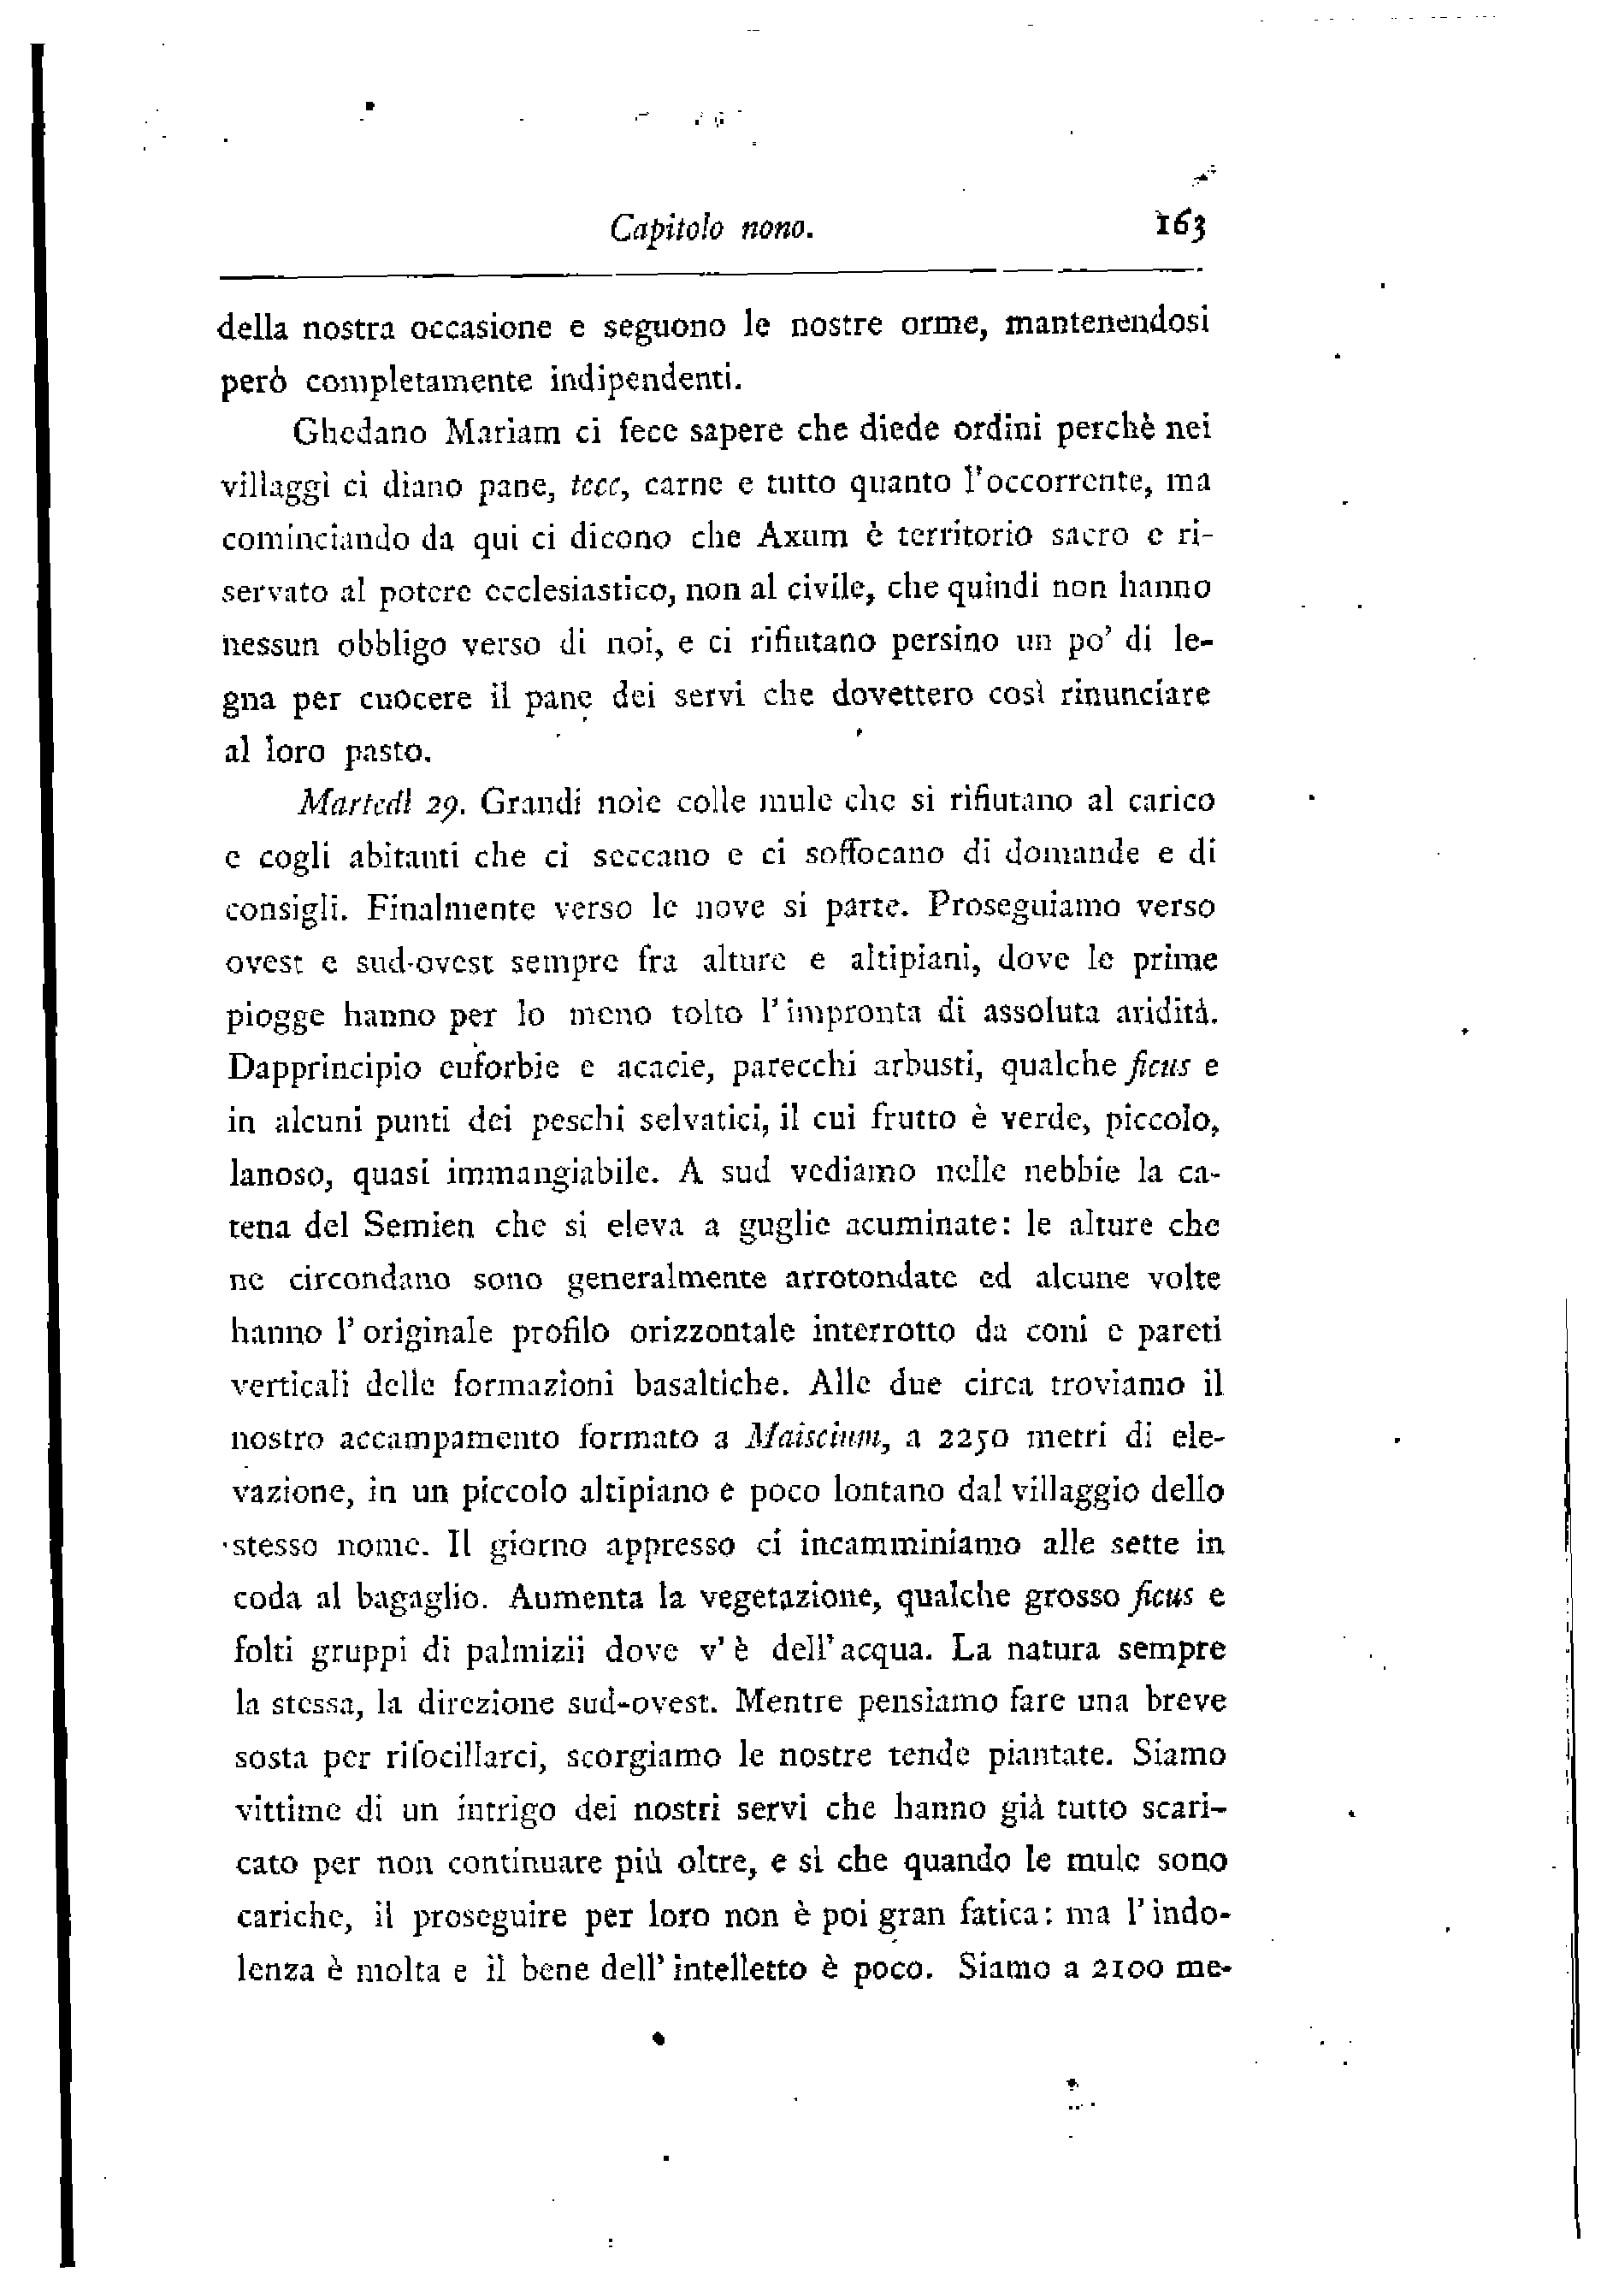 Capitolo nono. 163
della nostra occasione e seguono le nostre orme, mantenendosi
però completamente indipendenti.
Ghedano Mariam ci fece sapere che diede ordini perchè nei
villaggi ci diano pane, tecc, carne e tutto quanto l'occorrente, ma
cominciando da qui ci dicono che Axum è territorio sacro e ri-
servato al potere ecclesiastico, non al civile, che quindi non hanno
nessun obbligo verso di noi, e ci rifiutano persino un po' di le-
gna per cuocere il pane dei servi che dovettero così rinunciare
al loro pasto.
Martedì 29. Grandi noie colle mule che si rifiutano al carico
e cogli abitanti che ci seccano e ci soffocano di domande e di
consigli. Finalmente verso le nove si parte. Proseguiamo verso
ovest e sud-ovest sempre fra alture e altipiani, dove le prime
piogge hanno per lo meno tolto l'impronta di assoluta aridità.
Dapprincipio euforbie e acacie, parecchi arbusti, qualche ficus e
in alcuni punti dei peschi selvatici, il cui frutto è verde, piccolo,
lanoso, quasi immangiabile. A sud vediamo nelle nebbie la ca-
tena del Semien che si eleva a guglie acuminate: le alture che
ne circondano sono generalmente arrotondate ed alcune volte
hanno l'originale profilo orizzontale interrotto da coni e pareti
verticali delle formazioni basaltiche. Alle due circa troviamo il
nostro accampamento formato a Maiscium, a 2250 metri di ele-
vazione, in un piccolo altipiano e poco lontano dal villaggio dello
stesso nome. Il giorno appresso ci incamminiamo alle sette in
coda al bagaglio. Aumenta la vegetazione, qualche grosso ficus e
folti gruppi di palmizii dove v'è dell'acqua. La natura sempre
la stessa, la direzione sud-ovest. Mentre pensiamo fare una breve
sosta per rifocillarci, scorgiamo le nostre tende piantate. Siamo
vittime di un intrigo dei nostri servi che hanno già tutto scari-
cato per non continuare più oltre, e sì che quando le mule sono
cariche, il proseguire per loro non è poi gran fatica: ma l'indo-
lenza è molta e il bene dell'intelletto è poco. Siamo a 2100 me-